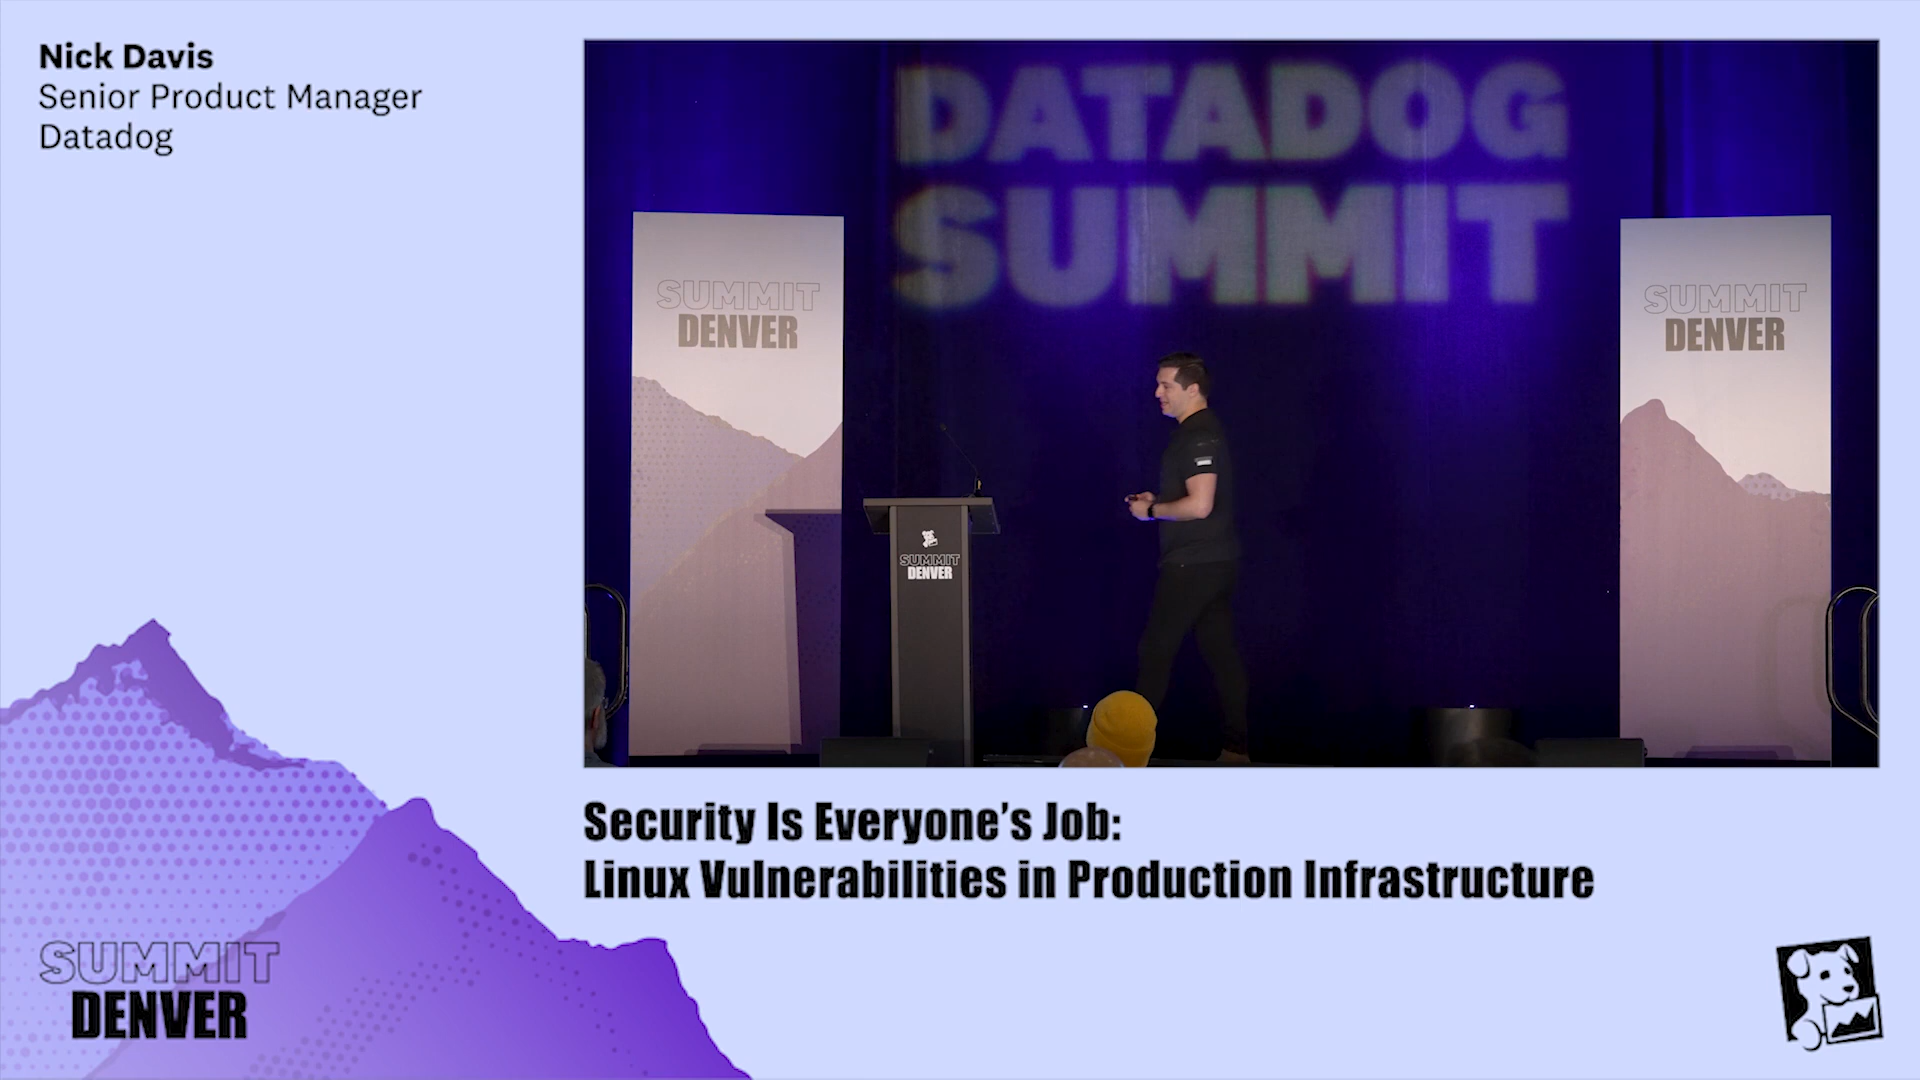 Nick Davis
Senior Product Manager
Datadog
DATADOG
SUMMIT
SUMMIT
DENVER
SUMMIT
DENVER
SUMMIT
DENVER
Security Is Everyone's Job:
Linux Vulnerabilities in Production Infrastructure
SUMMIT
DENVER